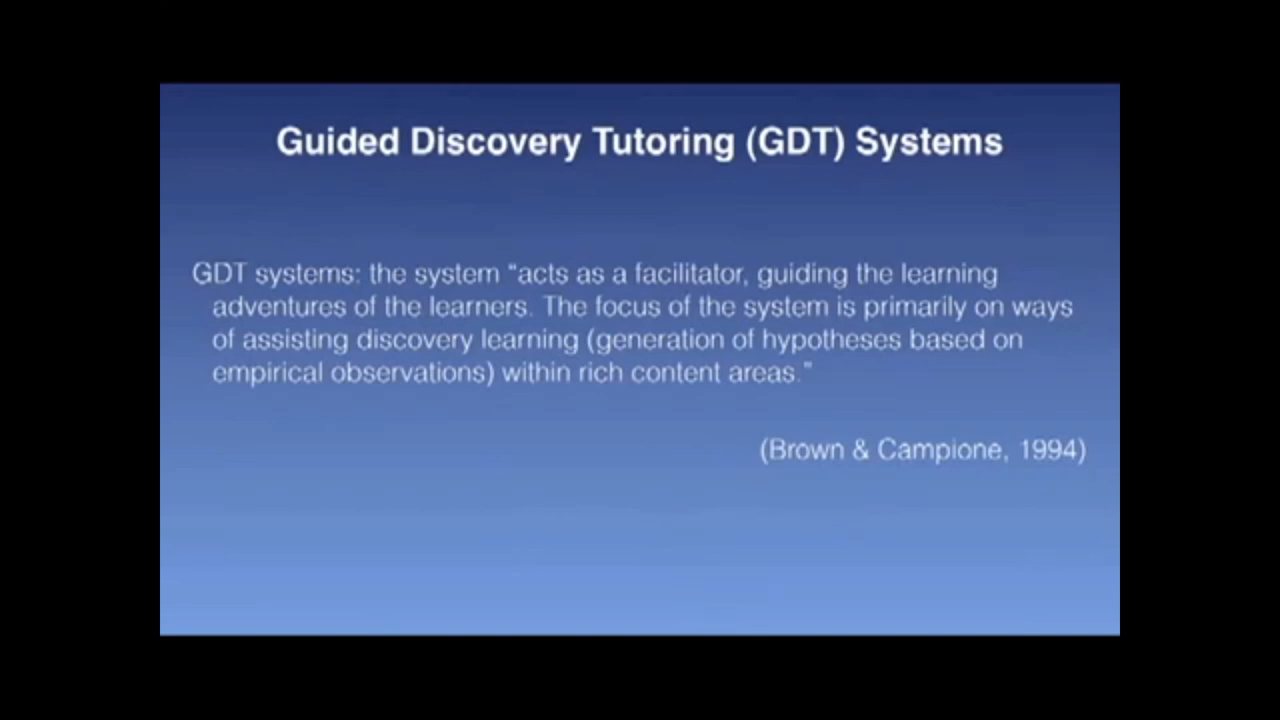 Guided Discovery Tutoring (GDT) Systems
GDT systems: the system “acts as a facilitator, guiding the learning
adventures of the learners. The focus of the system is primarily on ways
of assisting discovery learning (generation of hypotheses based on
empirical observations) within rich content areas.”
(Brown & Campione, 1994)